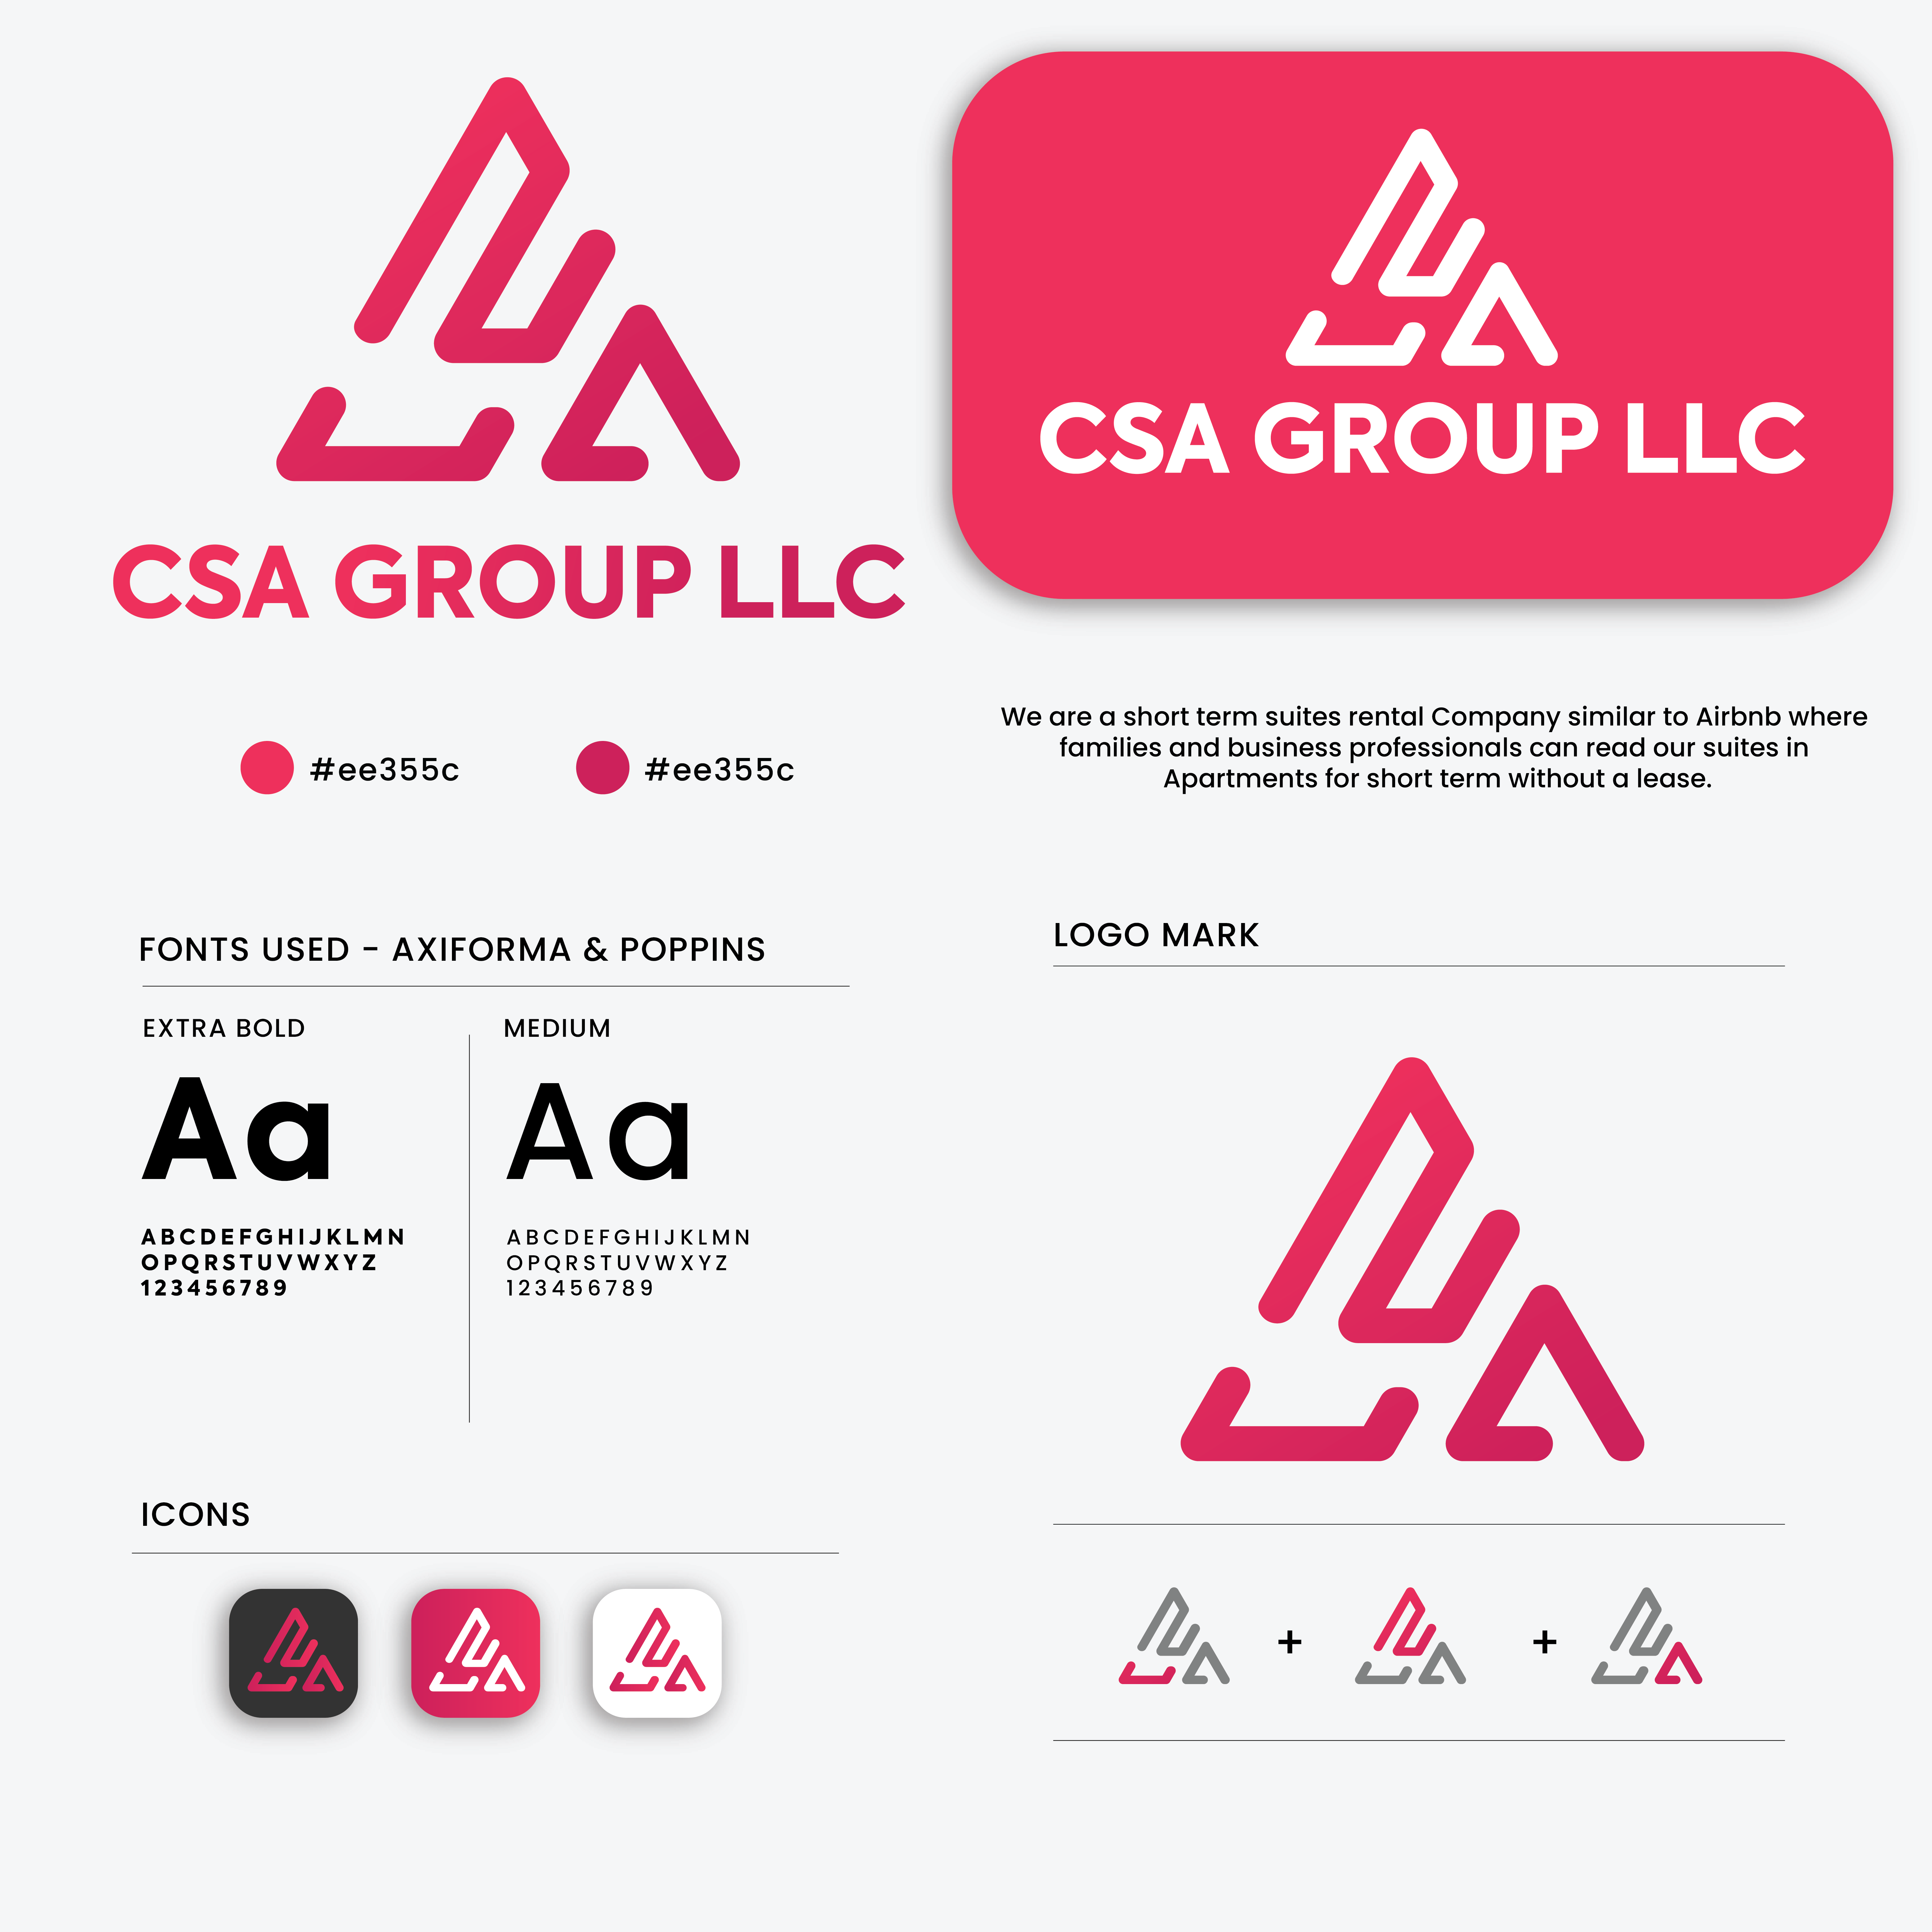 CSA GROUP LLC
CSA GROUP LLC
#ee355c
#ee355c
We are a short term suites rental Company similar to Airbnb where
families and business professionals can read our suites in
Apartments for short term without a lease.
FONTS USED - AXIFORMA & POPPINS
EXTRA BOLD
Aa
ABCDEFGHIJKLMN
OPQRSTUVWXYZ
123456789
MEDIUM
Aa
ABCDEFGHIJKLMN
OPQRSTUVWXYZ
123456789
LOGO MARK
+ +
ICONS